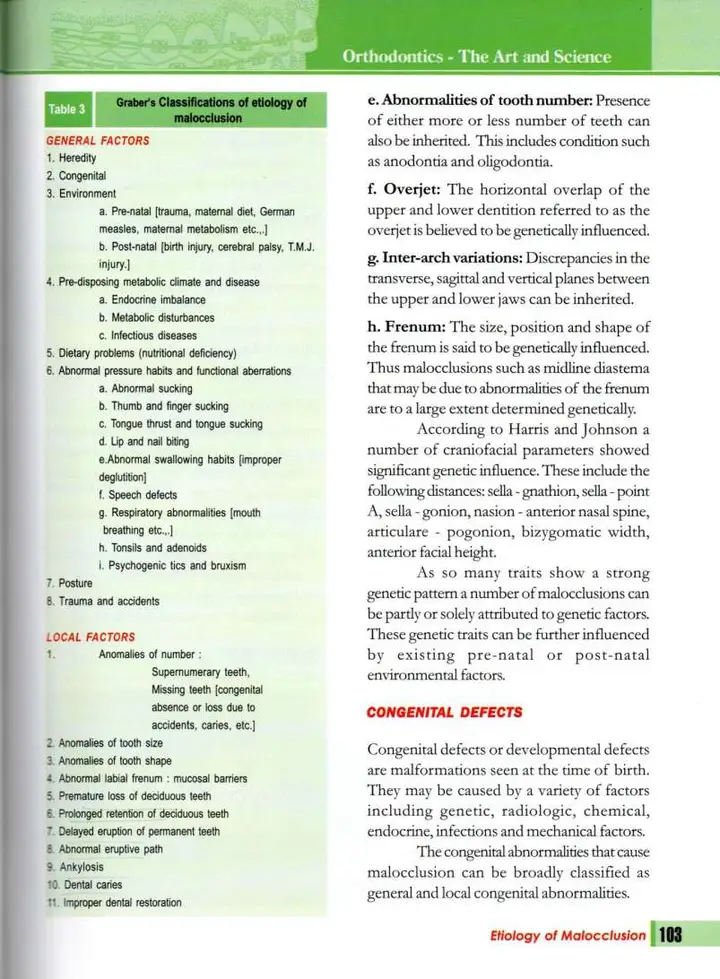 Orthodontics - The Art and Science
Table 3
Graber's Classifications of etiology of
malocclusion
GENERAL FACTORS
1. Heredity
2. Congenital
3. Environment
a. Pre-natal [trauma, maternal diet, German
measles, maternal metabolism etc.,.]
b. Post-natal [birth injury, cerebral palsy, T.M.J.
injury.]
4. Pre-disposing metabolic climate and disease
a. Endocrine imbalance
b. Metabolic disturbances
c. Infectious diseases
5. Dietary problems (nutritional deficiency)
6. Abnormal pressure habits and functional aberrations
a. Abnormal sucking
b. Thumb and finger sucking
c. Tongue thrust and tongue sucking
d. Lip and nail biting
e.Abnormal swallowing habits [improper
deglutition]
f. Speech defects
g. Respiratory abnormalities [mouth
breathing etc.,.]
h. Tonsils and adenoids
i. Psychogenic tics and bruxism
7. Posture
8. Trauma and accidents
LOCAL FACTORS
1. Anomalies of number :
Supernumerary teeth,
Missing teeth [congenital
absence or loss due to
accidents, caries, etc.]
2. Anomalies of tooth size
3. Anomalies of tooth shape
4. Abnormal labial frenum : mucosal barriers
5. Premature loss of deciduous teeth
6. Prolonged retention of deciduous teeth
7. Delayed eruption of permanent teeth
8. Abnormal eruptive path
9. Ankylosis
10. Dental caries
11. Improper dental restoration
e. Abnormalities of tooth number: Presence
of either more or less number of teeth can
also be inherited. This includes condition such
as anodontia and oligodontia.
f. Overjet: The horizontal overlap of the
upper and lower dentition referred to as the
overjet is believed to be genetically influenced.
g. Inter-arch variations: Discrepancies in the
transverse, sagittal and vertical planes between
the upper and lower jaws can be inherited.
h. Frenum: The size, position and shape of
the frenum is said to be genetically influenced.
Thus malocclusions such as midline diastema
that may be due to abnormalities of the frenum
are to a large extent determined genetically.
According to Harris and Johnson a
number of craniofacial parameters showed
significant genetic influence. These include the
following distances: sella - gnathion, sella - point
A, sella - gonion, nasion - anterior nasal spine,
articulare - pogonion, bizygomatic width,
anterior facial height.
As so many traits show a strong
genetic pattern a number of malocclusions can
be partly or solely attributed to genetic factors.
These genetic traits can be further influenced
by existing pre-natal or post-natal
environmental factors.
CONGENITAL DEFECTS
Congenital defects or developmental defects
are malformations seen at the time of birth.
They may be caused by a variety of factors
including genetic, radiologic, chemical,
endocrine, infections and mechanical factors.
The congenital abnormalities that cause
malocclusion can be broadly classified as
general and local congenital abnormalities.
Etiology of Malocclusion 103